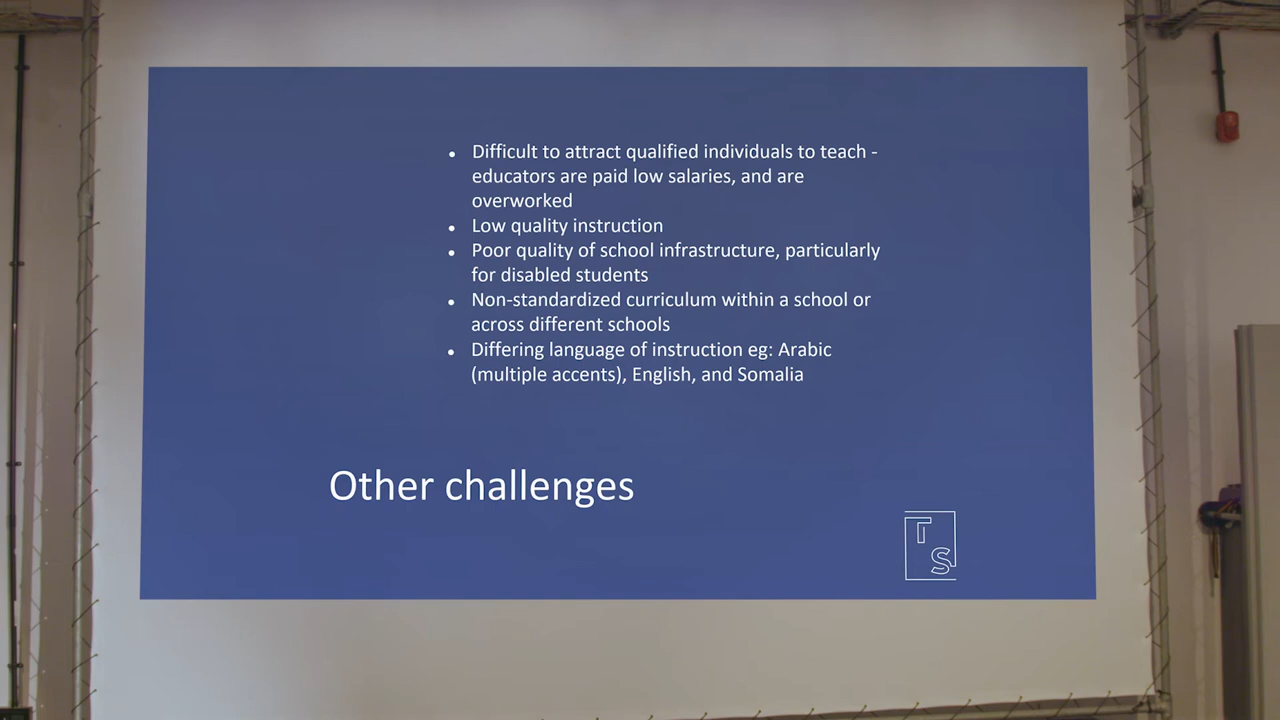 • Difficult to attract qualified individuals to teach -
educators are paid low salaries, and are
overworked
• Low quality instruction
• Poor quality of school infrastructure, particularly
for disabled students
• Non-standardized curriculum within a school or
across different schools
• Differing language of instruction eg: Arabic
(multiple accents), English, and Somalia
Other challenges
T
S